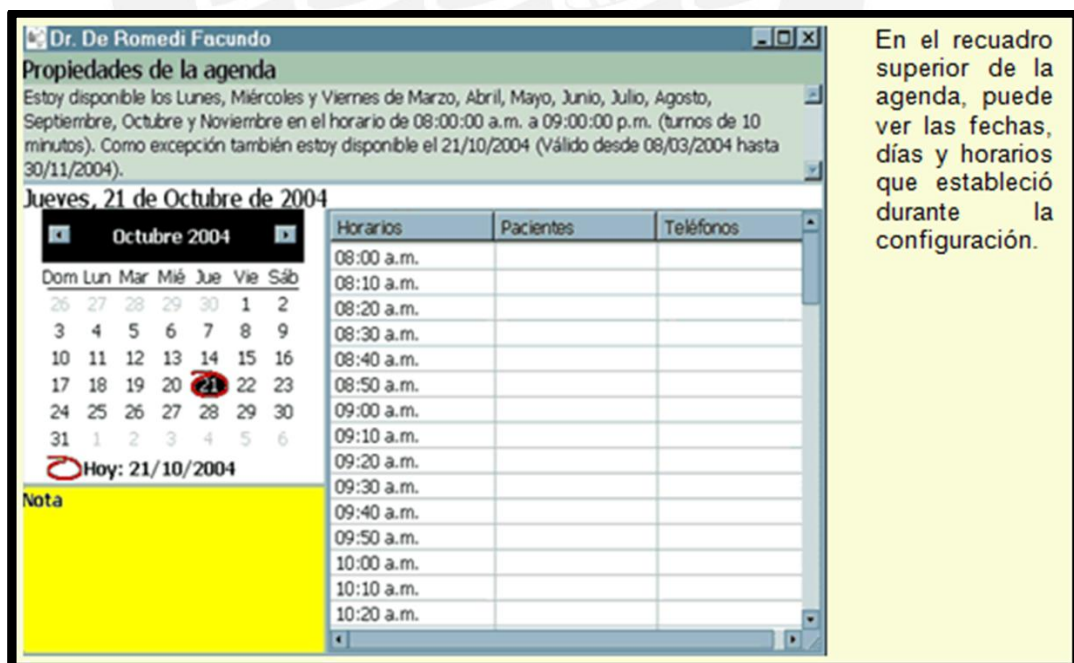 Dr. De Romedi Facundo
Propiedades de la agenda
Estoy disponible los Lunes, Miércoles y Viernes de Marzo, Abril, Mayo, Junio, Julio, Agosto,
Septiembre, Octubre y Noviembre en el horario de 08:00:00 a.m. a 09:00:00 p.m. (turnos de 10
minutos). Como excepción también estoy disponible el 21/10/2004 (Válido desde 08/03/2004 hasta
30/11/2004).
Jueves, 21 de Octubre de 2004
Octubre 2004
Dom Lun Mar Mié Jue Vie Sáb
26 27 28 29 30 1 2
3 4 5 6 7 8 9
10 11 12 13 14 15 16
17 18 19 20 21 22 23
24 25 26 27 28 29 30
31 1 2 3 4 5 6
Hoy: 21/10/2004
Nota
Horarios Pacientes Teléfonos
08:00 a.m.
08:10 a.m.
08:20 a.m.
08:30 a.m.
08:40 a.m.
08:50 a.m.
09:00 a.m.
09:10 a.m.
09:20 a.m.
09:30 a.m.
09:40 a.m.
09:50 a.m.
10:00 a.m.
10:10 a.m.
10:20 a.m.
En el recuadro
superior de la
agenda, puede
ver las fechas,
días y horarios
que estableció
durante la
configuración.